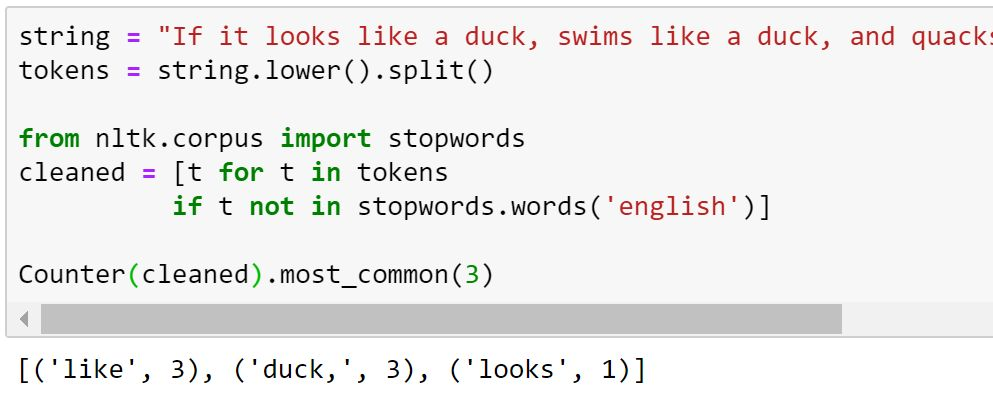 string = "If it looks like a duck, swims like a duck, and quacks
tokens = string.lower().split()
from nltk.corpus import stopwords
cleaned = [t for t in tokens
if t not in stopwords.words('english')]
Counter(cleaned).most_common(3)
[('like', 3), ('duck,', 3), ('looks', 1)]